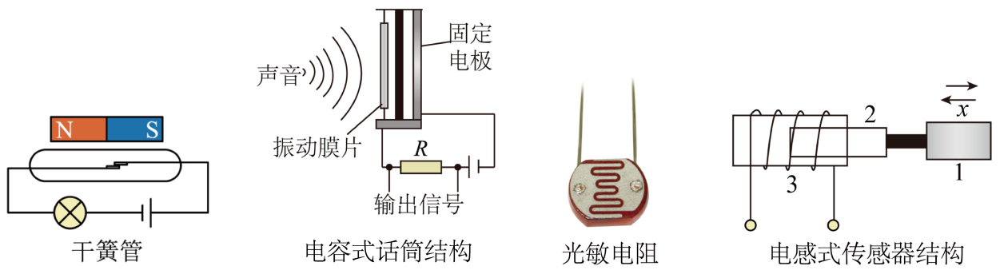 N S
干簧管
声音
固定
电极
振动膜片
R
输出信号
电容式话筒结构
光敏电阻
x
2
1
3
电感式传感器结构